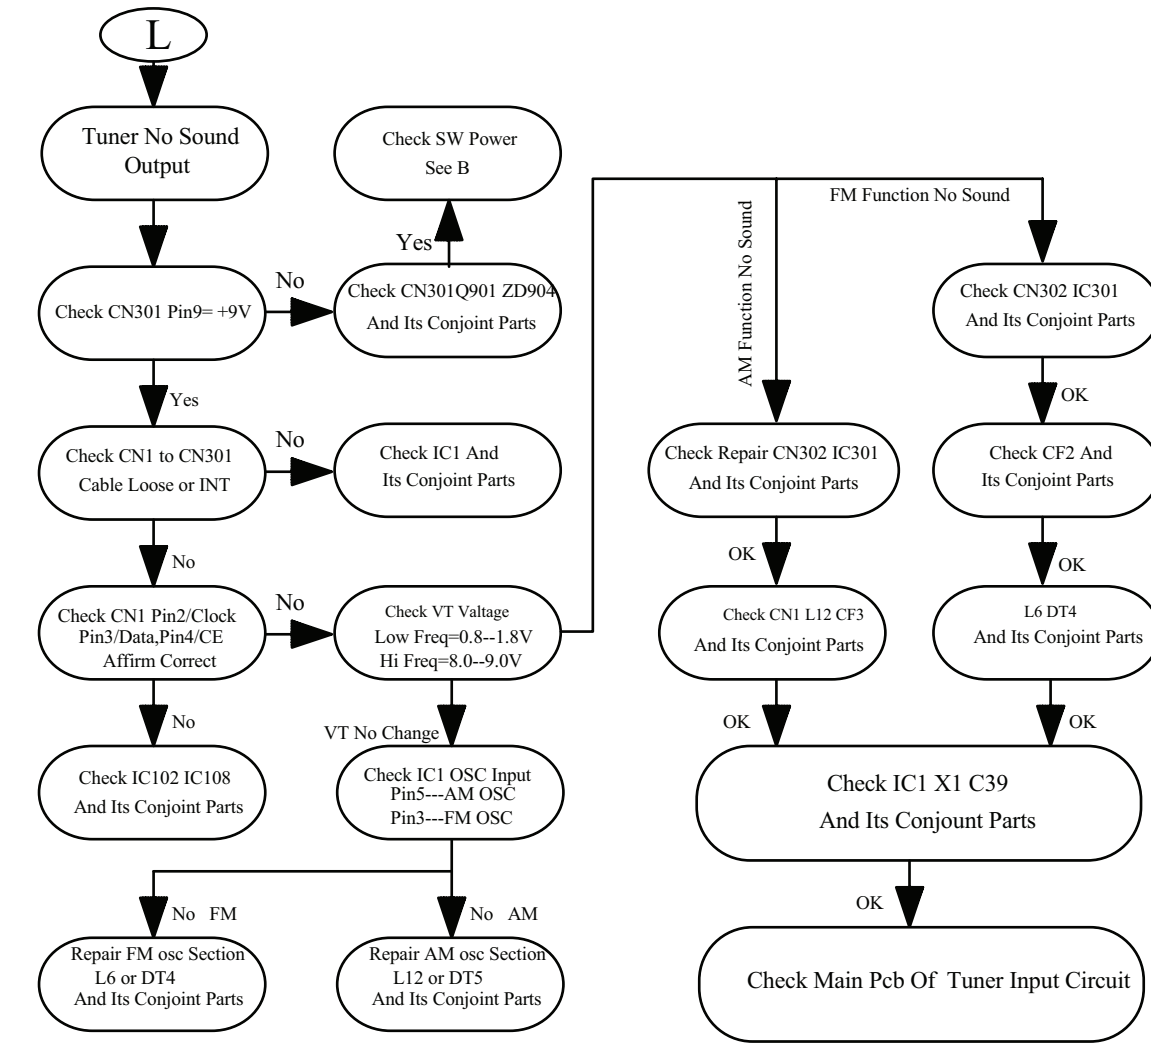 L
Tuner No Sound
Output
Check SW Power
See B
Yes
Check CN301 Pin9= +9V
No
Check CN301Q901 ZD904
And Its Conjoint Parts
Yes
Check CN1 to CN301
Cable Loose or INT
No
Check IC1 And
Its Conjoint Parts
No
Check CN1 Pin2/Clock
Pin3/Data,Pin4/CE
Affirm Correct
No
Check VT Valtage
Low Freq=0.8--1.8V
Hi Freq=8.0--9.0V
No
Check IC102 IC108
And Its Conjoint Parts
VT No Change
Check IC1 OSC Input
Pin5---AM OSC
Pin3---FM OSC
No FM
Repair FM osc Section
L6 or DT4
And Its Conjoint Parts
No AM
Repair AM osc Section
L12 or DT5
And Its Conjoint Parts
AM Function No Sound
Check Repair CN302 IC301
And Its Conjoint Parts
OK
Check CN1 L12 CF3
And Its Conjoint Parts
OK
FM Function No Sound
Check CN302 IC301
And Its Conjoint Parts
OK
Check CF2 And
Its Conjoint Parts
OK
L6 DT4
And Its Conjoint Parts
OK
Check IC1 X1 C39
And Its Conjount Parts
OK
Check Main Pcb Of Tuner Input Circuit